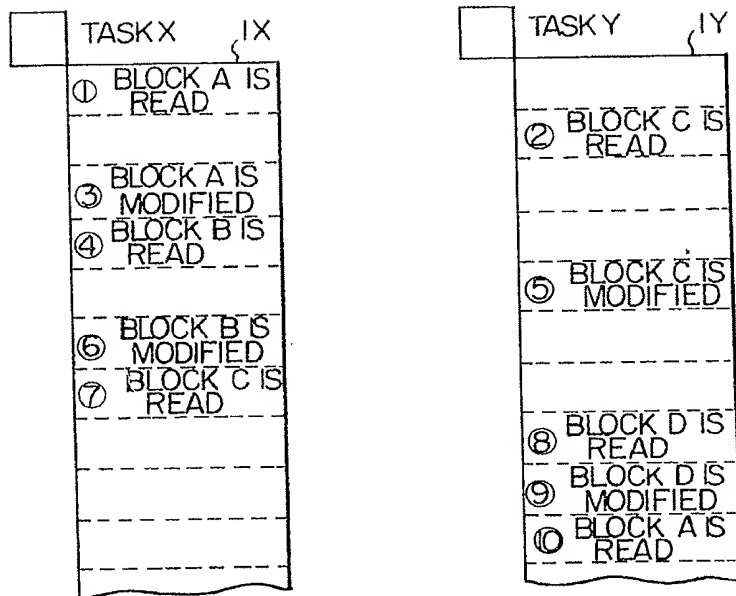 TASK X 1X
① BLOCK A IS
READ
③ BLOCK A IS
MODIFIED
④ BLOCK B IS
READ
⑥ BLOCK B IS
MODIFIED
⑦ BLOCK C IS
READ
TASK Y 1Y
② BLOCK C IS
READ
⑤ BLOCK C IS
MODIFIED
⑧ BLOCK D IS
READ
⑨ BLOCK D IS
MODIFIED
⑩ BLOCK A IS
READ